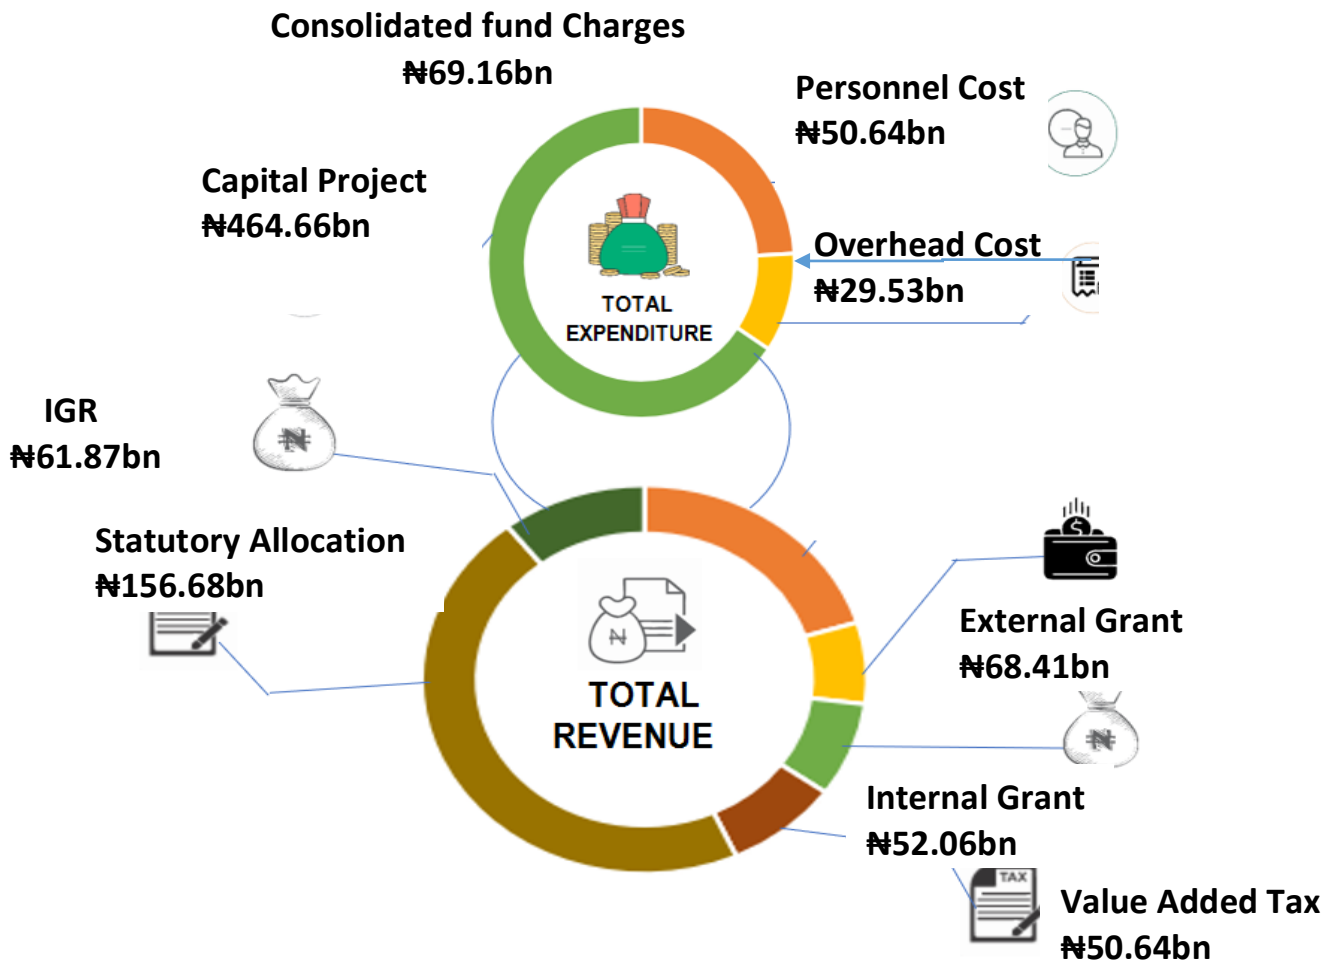 Consolidated fund Charges
₦69.16bn
Personnel Cost
₦50.64bn
Capital Project
₦464.66bn
Overhead Cost
₦29.53bn
TOTAL
EXPENDITURE
IGR
₦61.87bn
₦
Statutory Allocation
₦156.68bn
$
External Grant
₦68.41bn
₦
TOTAL
REVENUE
₦
Internal Grant
₦52.06bn
TAX
Value Added Tax
₦50.64bn